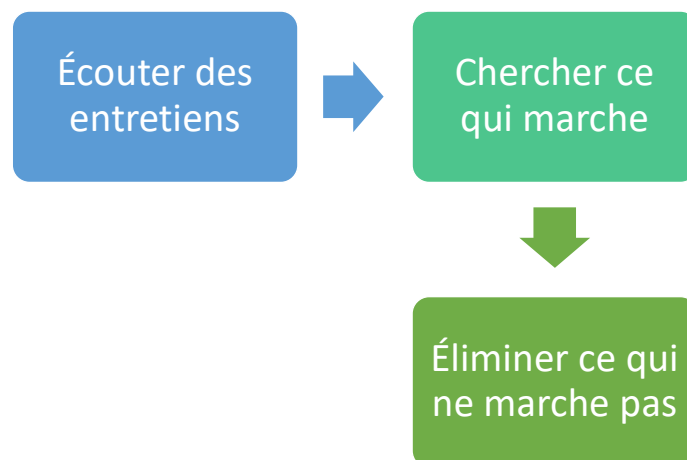 Écouter des
entretiens
Chercher ce
qui marche
Éliminer ce qui
ne marche pas